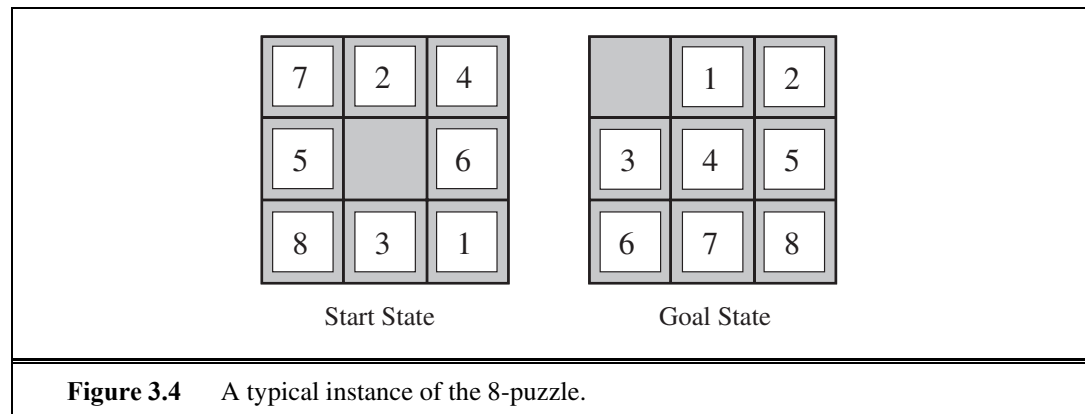 7 2 4
5 6
8 3 1
Start State
1 2
3 4 5
6 7 8
Goal State
Figure 3.4 A typical instance of the 8-puzzle.